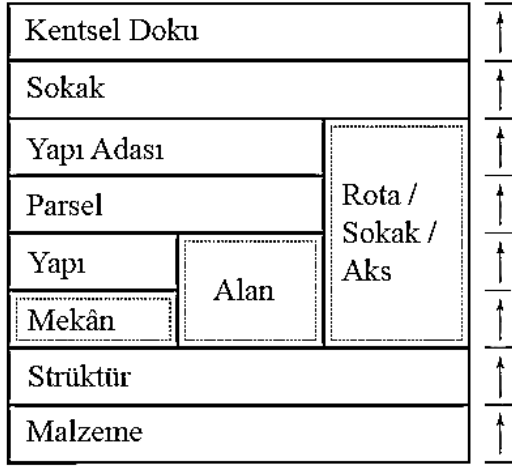 Kentsel Doku
Sokak
Yapı Adası
Parsel
Rota /
Sokak /
Aks
Yapı
Alan
Mekân
Strüktür
Malzeme